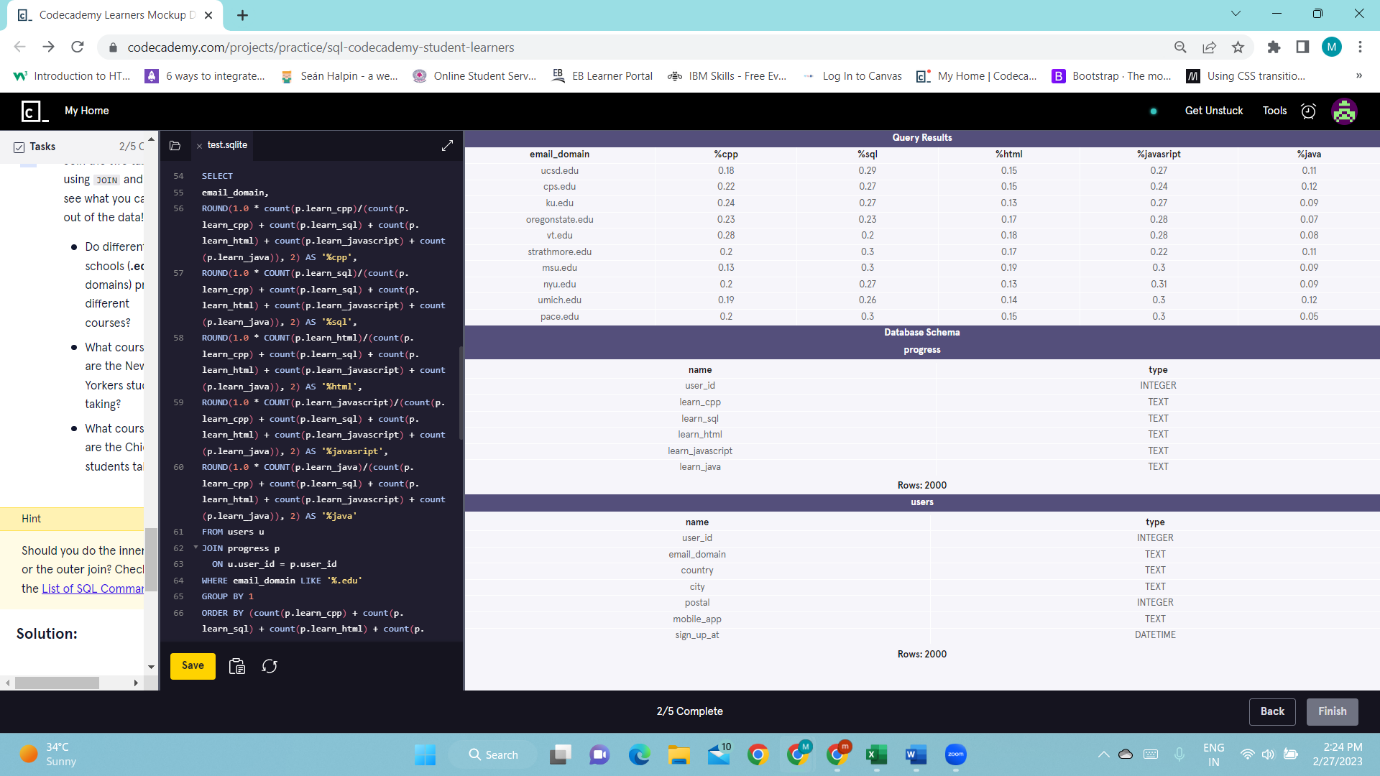 Codecademy Learners Mockup D
codecademy.com/projects/practice/sql-codecademy-student-learners
M
Introduction to HT...
6 ways to integrate...
Seán Halpin - a we...
Online Student Serv...
EB Learner Portal
IBM Skills - Free Ev...
Log In to Canvas
My Home | Codeca...
Bootstrap · The mo...
Using CSS transitio...
»
My Home
Get Unstuck
Tools
Tasks
2/5 C
using JOIN and
see what you ca
out of the data!
Do differen
schools (.ed
domains) pr
different
courses?
What cours
are the New
Yorkers stud
taking?
What cours
are the Chi
students ta
Hint
Should you do the inner
or the outer join? Check
the List of SQL Comman
Solution:
test.sqlite
54 SELECT
55 email_domain,
56 ROUND(1.0 * count(p.learn_cpp)/(count(p.
learn_cpp) + count(p.learn_sql) + count(p.
learn_html) + count(p.learn_javascript) + count
(p.learn_java)), 2) AS '%cpp',
57 ROUND(1.0 * COUNT(p.learn_sql)/(count(p.
learn_cpp) + count(p.learn_sql) + count(p.
learn_html) + count(p.learn_javascript) + count
(p.learn_java)), 2) AS '%sql',
58 ROUND(1.0 * COUNT(p.learn_html)/(count(p.
learn_cpp) + count(p.learn_sql) + count(p.
learn_html) + count(p.learn_javascript) + count
(p.learn_java)), 2) AS '%html',
59 ROUND(1.0 * COUNT(p.learn_javascript)/(count(p.
learn_cpp) + count(p.learn_sql) + count(p.
learn_html) + count(p.learn_javascript) + count
(p.learn_java)), 2) AS '%javasript',
60 ROUND(1.0 * COUNT(p.learn_java)/(count(p.
learn_cpp) + count(p.learn_sql) + count(p.
learn_html) + count(p.learn_javascript) + count
(p.learn_java)), 2) AS '%java'
61 FROM users u
62 JOIN progress p
63 ON u.user_id = p.user_id
64 WHERE email_domain LIKE '%.edu'
65 GROUP BY 1
66 ORDER BY (count(p.learn_cpp) + count(p.
learn_sql) + count(p.learn_html) + count(p.
Save
Query Results
email_domain %cpp %sql %html %javasript %java
ucsd.edu 0.18 0.29 0.15 0.27 0.11
cps.edu 0.22 0.27 0.15 0.24 0.12
ku.edu 0.24 0.27 0.13 0.27 0.09
oregonstate.edu 0.23 0.23 0.17 0.28 0.07
vt.edu 0.28 0.2 0.18 0.28 0.08
strathmore.edu 0.2 0.3 0.17 0.22 0.11
msu.edu 0.13 0.3 0.19 0.3 0.09
nyu.edu 0.2 0.27 0.13 0.31 0.09
umich.edu 0.19 0.26 0.14 0.3 0.12
pace.edu 0.2 0.3 0.15 0.3 0.05
Database Schema
progress
name type
user_id INTEGER
learn_cpp TEXT
learn_sql TEXT
learn_html TEXT
learn_javascript TEXT
learn_java TEXT
Rows: 2000
users
name type
user_id INTEGER
email_domain TEXT
country TEXT
city TEXT
postal INTEGER
mobile_app TEXT
sign_up_at DATETIME
Rows: 2000
2/5 Complete
Back
Finish
34°C
Sunny
Search
10
M
m
zoom
ENG
IN
2:24 PM
2/27/2023